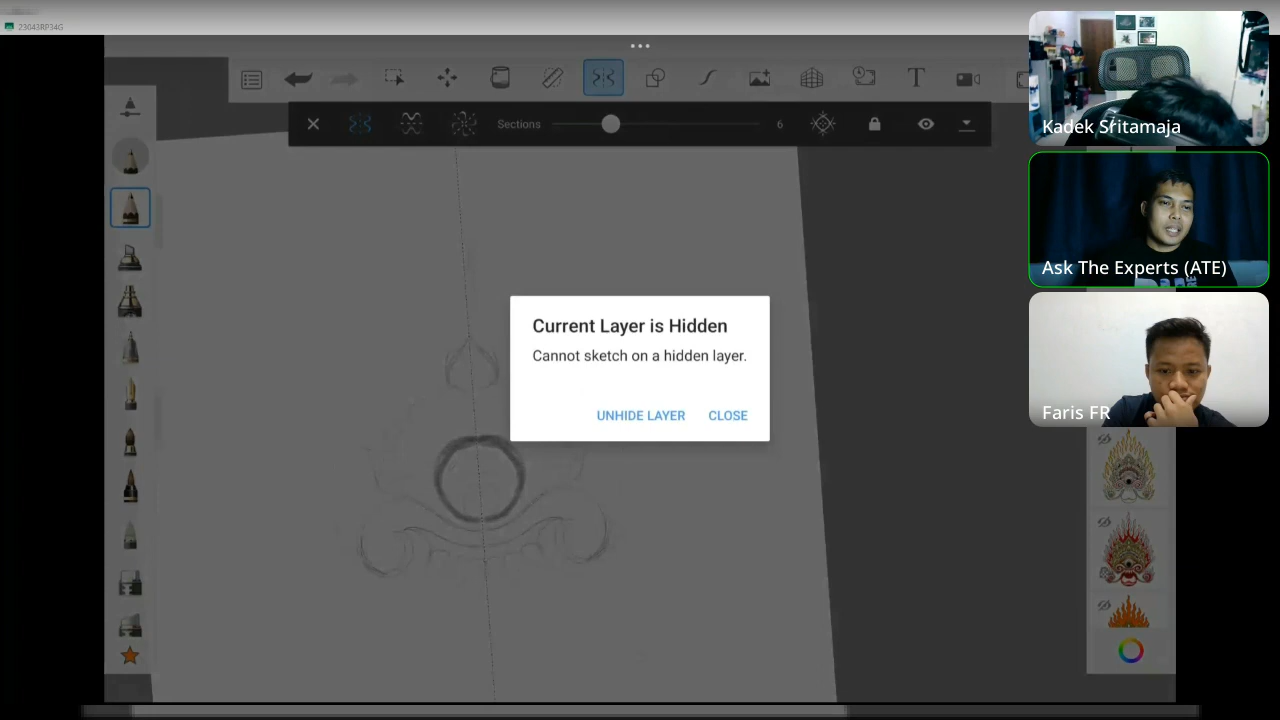 23043RP34G
Sections
6
T
Current Layer is Hidden
Cannot sketch on a hidden layer.
UNHIDE LAYER
CLOSE
Kadek Sritamaja
Ask The Experts (ATE)
Faris FR